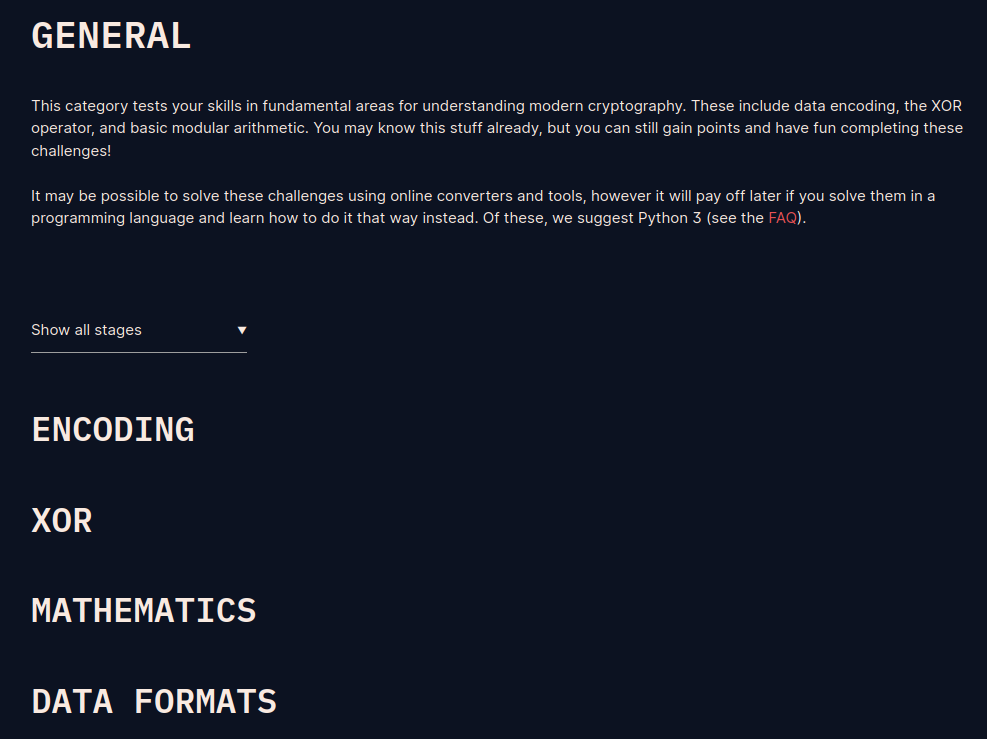 GENERAL
This category tests your skills in fundamental areas for understanding modern cryptography. These include data encoding, the XOR
operator, and basic modular arithmetic. You may know this stuff already, but you can still gain points and have fun completing these
challenges!
It may be possible to solve these challenges using online converters and tools, however it will pay off later if you solve them in a
programming language and learn how to do it that way instead. Of these, we suggest Python 3 (see the FAQ).
Show all stages
ENCODING
XOR
MATHEMATICS
DATA FORMATS